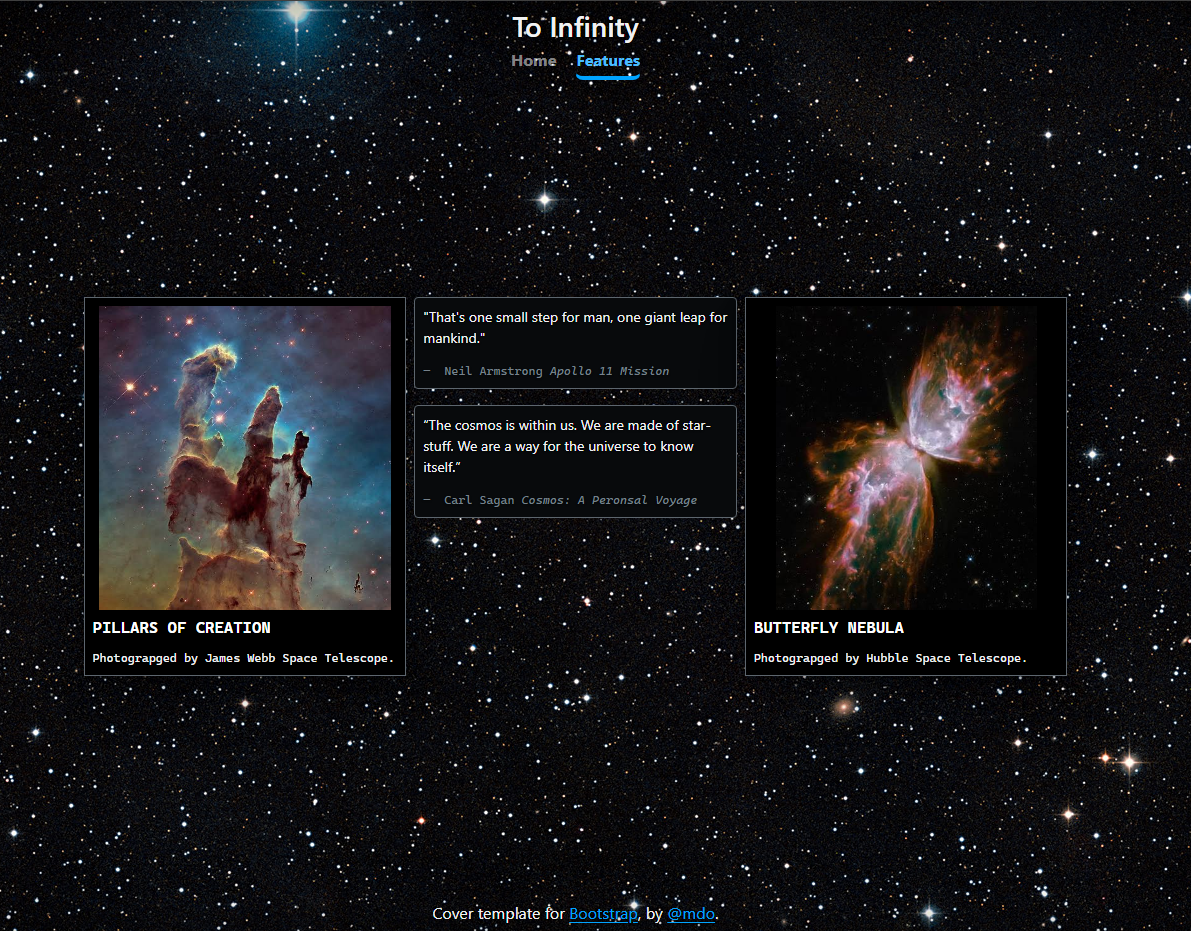 To Infinity
Home Features
"That's one small step for man, one giant leap for
mankind."
— Neil Armstrong Apollo 11 Mission
“The cosmos is within us. We are made of star-
stuff. We are a way for the universe to know
itself.”
— Carl Sagan Cosmos: A Peronsal Voyage
PILLARS OF CREATION
Photograpged by James Webb Space Telescope.
BUTTERFLY NEBULA
Photograpged by Hubble Space Telescope.
Cover template for Bootstrap, by @mdo.